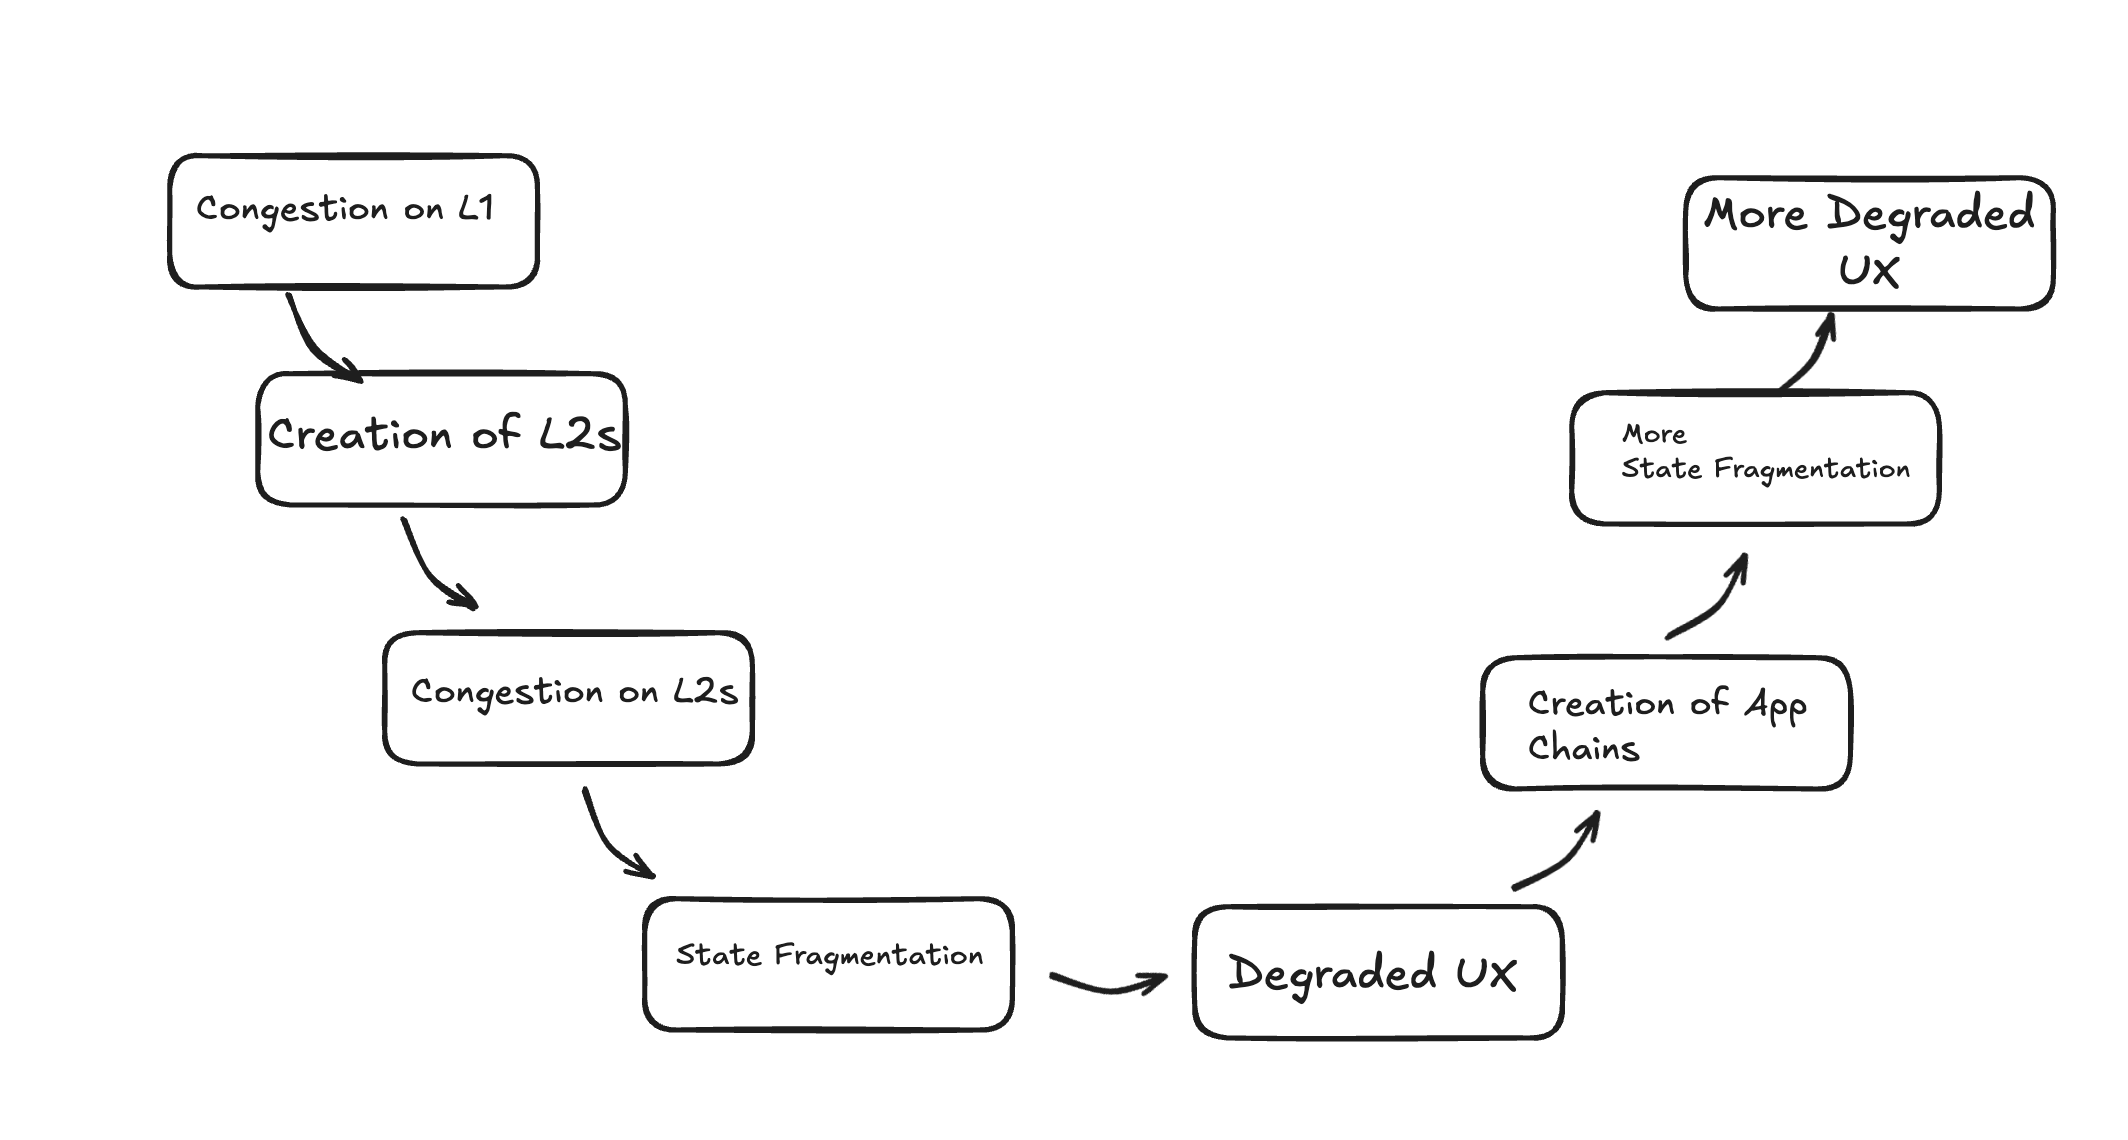 Congestion on L1
Creation of L2s
Congestion on L2s
State Fragmentation
Degraded UX
Creation of App
Chains
More
State Fragmentation
More Degraded
UX